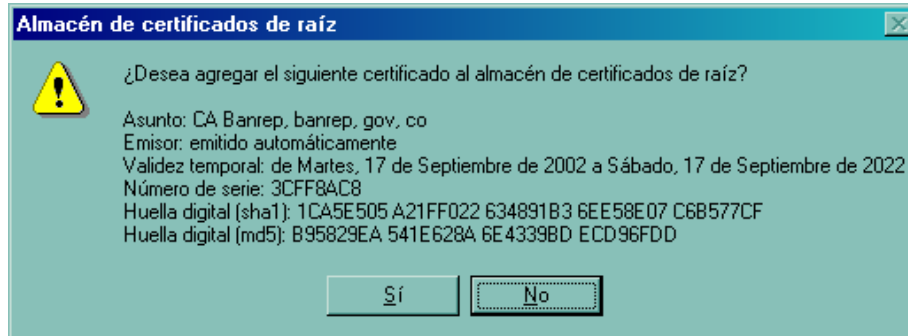 Almacén de certificados de raíz
¿Desea agregar el siguiente certificado al almacén de certificados de raíz?
Asunto: CA Banrep, banrep, gov, co
Emisor: emitido automáticamente
Validez temporal: de Martes, 17 de Septiembre de 2002 a Sábado, 17 de Septiembre de 2022
Número de serie: 3CFF8AC8
Huella digital (sha1): 1CA5E505 A21FF022 634891B3 6EE58E07 C6B577CF
Huella digital (md5): B95829EA 541E628A 6E4339BD ECD96FDD
Sí No